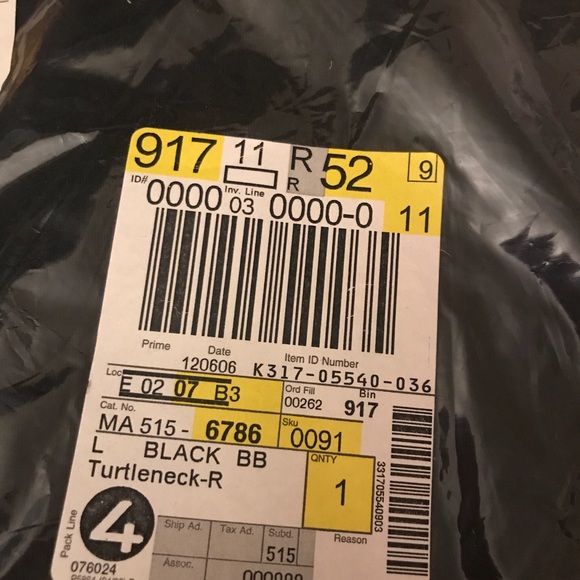 917 11 R R 52 9
ID# Inv. Line
0000 03 0000-0 11
Prime Date Item ID Number
120606 K317-05540-036
Loc
E 02 07 B3 Ord Fill Bin
00262 917
Cat. No. Sku
MA 515 - 6786 0091
L BLACK BB QNTY
Turtleneck-R 1
331705540903
Pack Line 4 Ship Ad. Tax Ad. Subd. Reason
515
076024 Assoc.